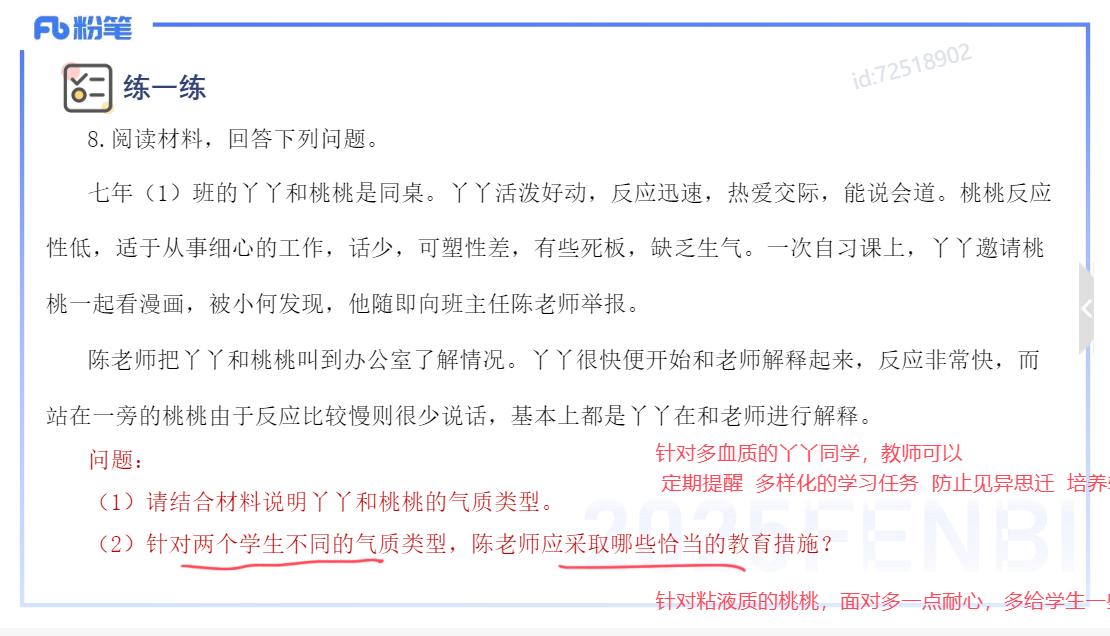 粉笔
练一练
id:72518902
8.阅读材料，回答下列问题。
七年（1）班的丫丫和桃桃是同桌。丫丫活泼好动，反应迅速，热爱交际，能说会道。桃桃反应
性低，适于从事细心的工作，话少，可塑性差，有些死板，缺乏生气。一次自习课上，丫丫邀请桃
桃一起看漫画，被小何发现，他随即向班主任陈老师举报。
陈老师把丫丫和桃桃叫到办公室了解情况。丫丫很快便开始和老师解释起来，反应非常快，而
站在一旁的桃桃由于反应比较慢则很少说话，基本上都是丫丫在和老师进行解释。
问题：
针对多血质的丫丫同学，教师可以
定期提醒 多样化的学习任务 防止见异思迁 培养
（1）请结合材料说明丫丫和桃桃的气质类型。
（2）针对两个学生不同的气质类型，陈老师应采取哪些恰当的教育措施？
2025FENBI
针对粘液质的桃桃，面对多一点耐心，多给学生一